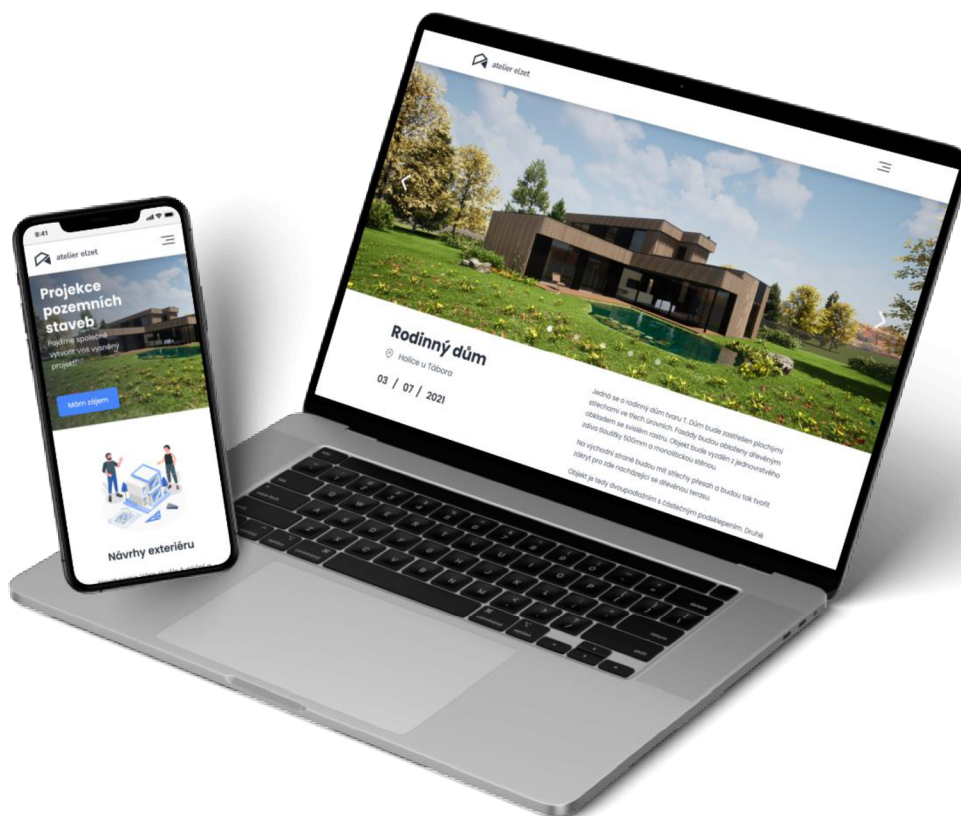 9:41
atelier elzet
Projekce
pozemních
staveb
Pojďme společně
vytvořit váš vysněný
projekt!
Mám zájem
Návrhy exteriéru
atelier elzet
Rodinný dům
Holice u Tábora
03 / 07 / 2021
Jedná se o rodinný dům tvaru T. Dům bude zastřešen plochými
střechami ve třech úrovních. Fasády budou obloženy dřevěným
obkladem se svislém rastru. Objekt bude vyzděn z jednovrstvého
zdiva tloušťky 500mm a monolitickou stěnou.
Na východní straně budou mít střechy přesah a budou tak tvořit
zákryt pro zde nacházející se dřevěnou terasu.
Objekt je tedy dvoupodlažním s částečným podsklepením. Druhé